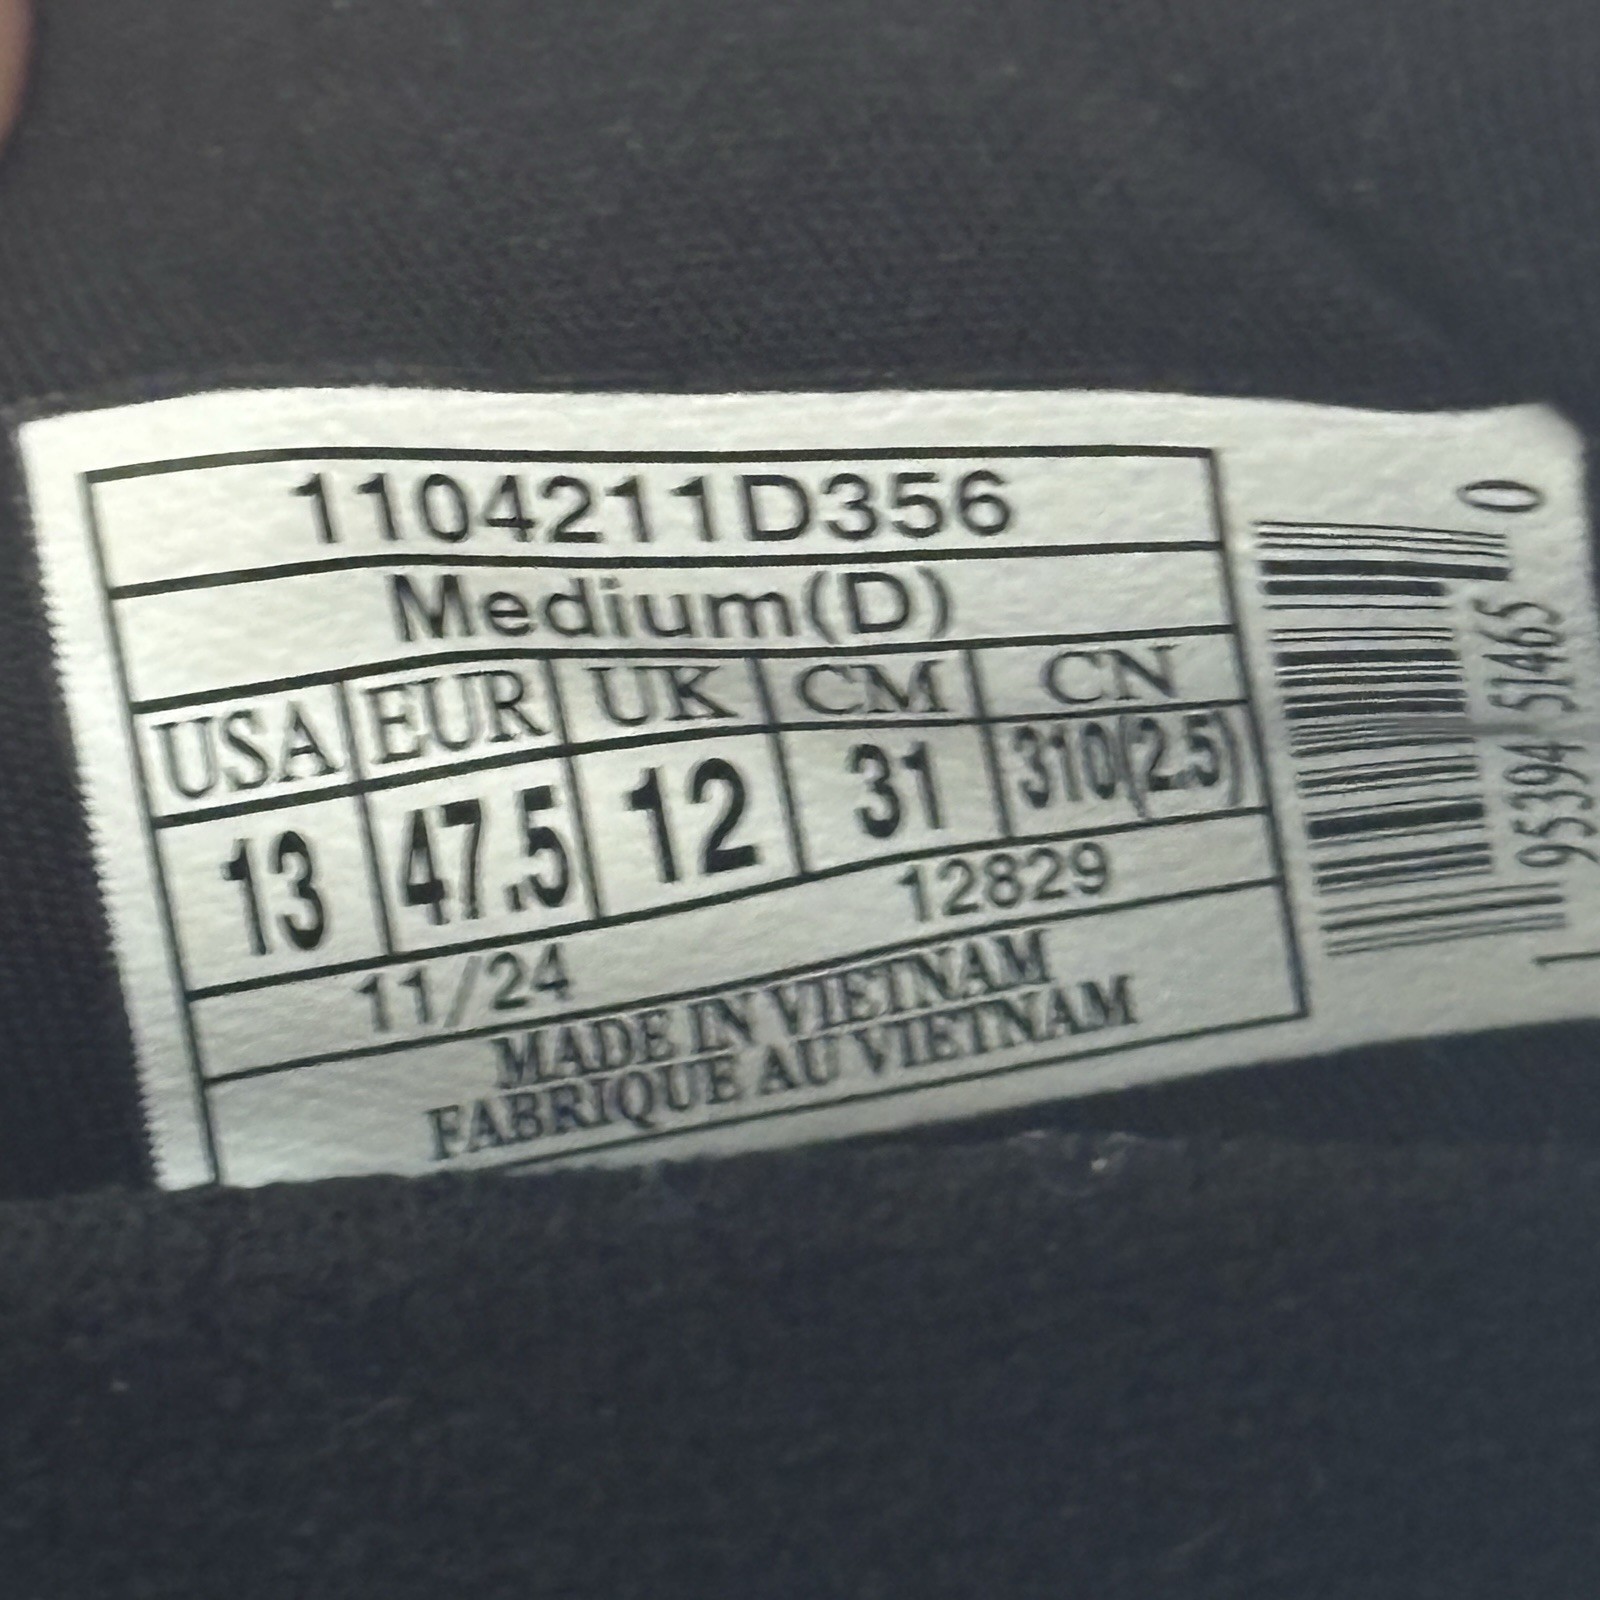 1104211D356
Medium(D)
USA EUR UK CM CN
13 47.5 12 31 310(2.5)
11/24 12829
MADE IN VIETNAM
FABRIQUE AU VIETNAM
1 95394 51465 0